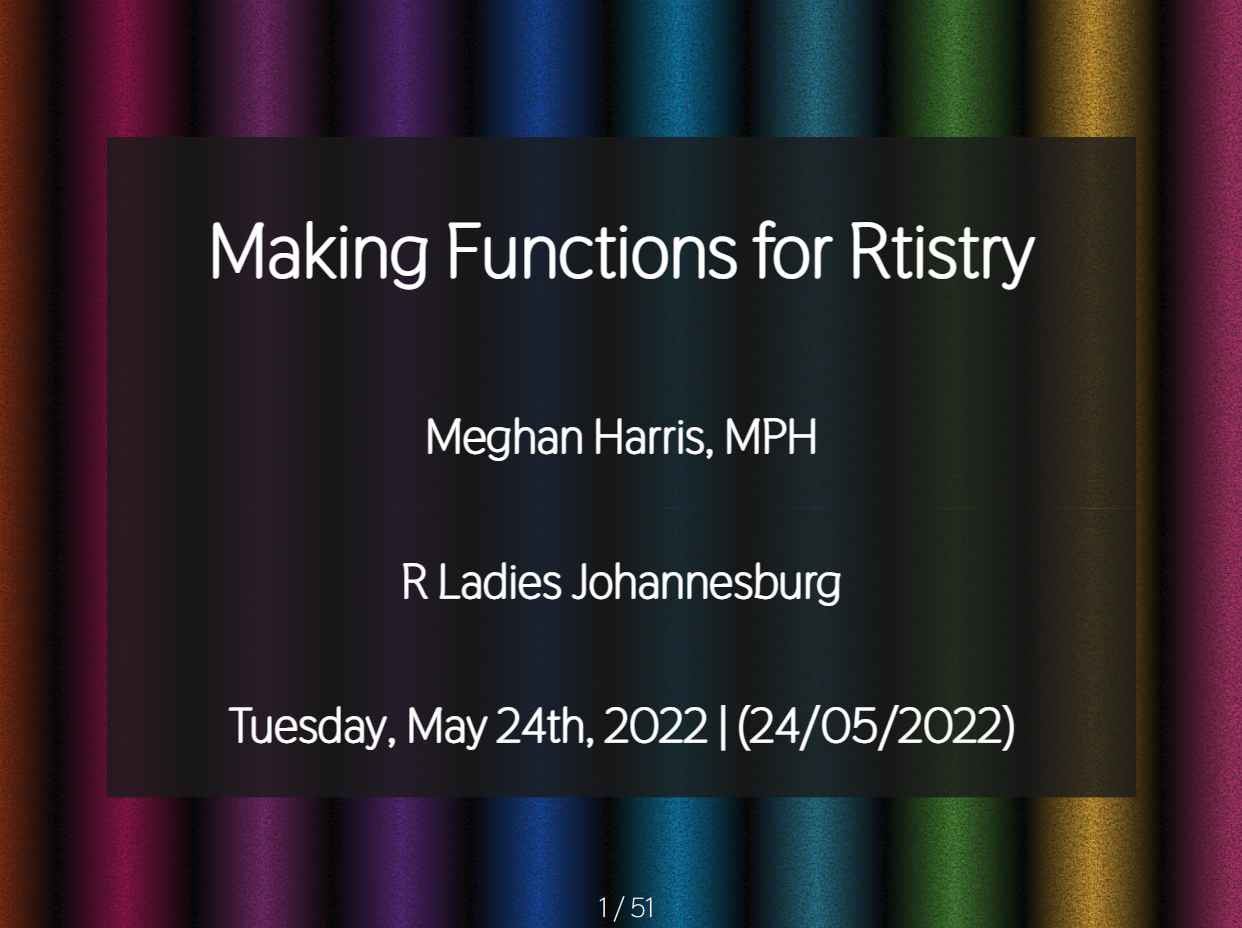 Making Functions for Rtistry
Meghan Harris, MPH
R Ladies Johannesburg
Tuesday, May 24th, 2022 | (24/05/2022)
1 / 51